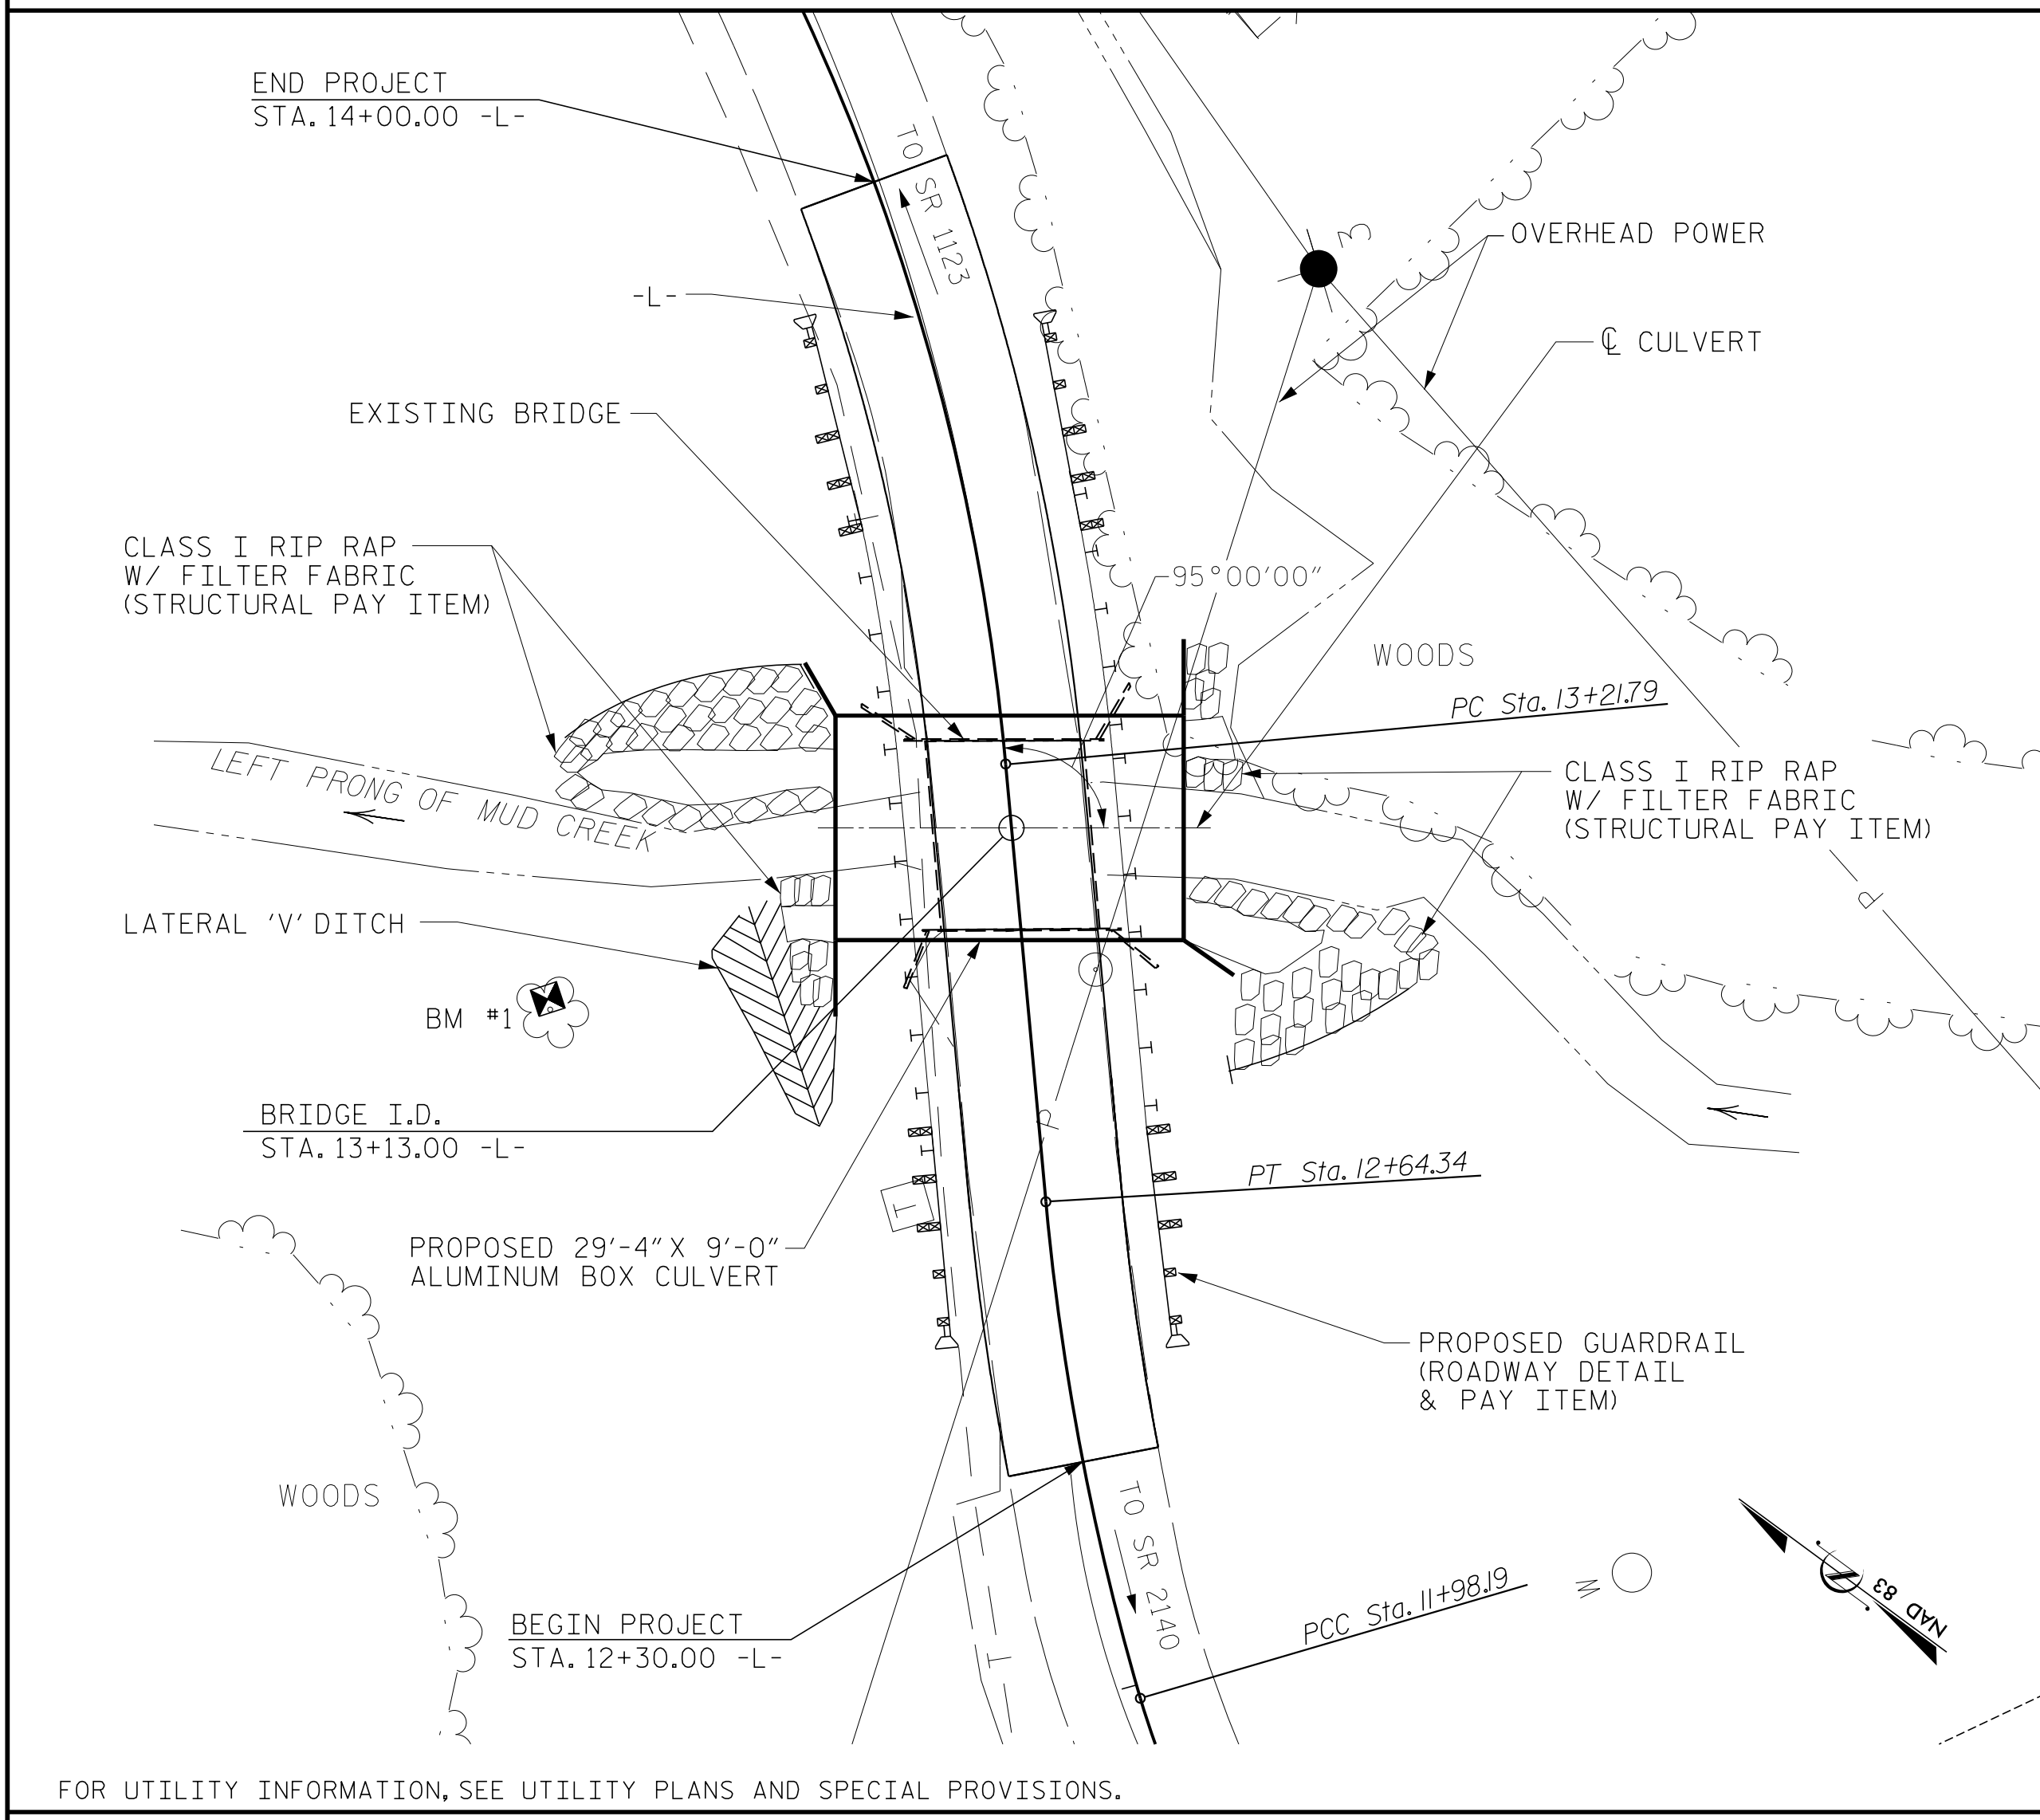 END PROJECT
STA. 14+00.00 -L-
TO SR 1123
3
OVERHEAD POWER
-L-
℄ CULVERT
EXISTING BRIDGE
CLASS I RIP RAP
W/ FILTER FABRIC
(STRUCTURAL PAY ITEM)
95°00'00"
WOODS
PC Sta. 13+21.79
LEFT PRONG OF MUD CREEK
CLASS I RIP RAP
W/ FILTER FABRIC
(STRUCTURAL PAY ITEM)
P
LATERAL 'V' DITCH
BM #1
BRIDGE I.D.
STA. 13+13.00 -L-
P
PT Sta. 12+64.34
T
PROPOSED 29'-4" X 9'-0"
ALUMINUM BOX CULVERT
PROPOSED GUARDRAIL
(ROADWAY DETAIL
& PAY ITEM)
WOODS
TO SR 2140
BEGIN PROJECT
STA. 12+30.00 -L-
PCC Sta. 11+98.19
W
NAD 83
FOR UTILITY INFORMATION, SEE UTILITY PLANS AND SPECIAL PROVISIONS.